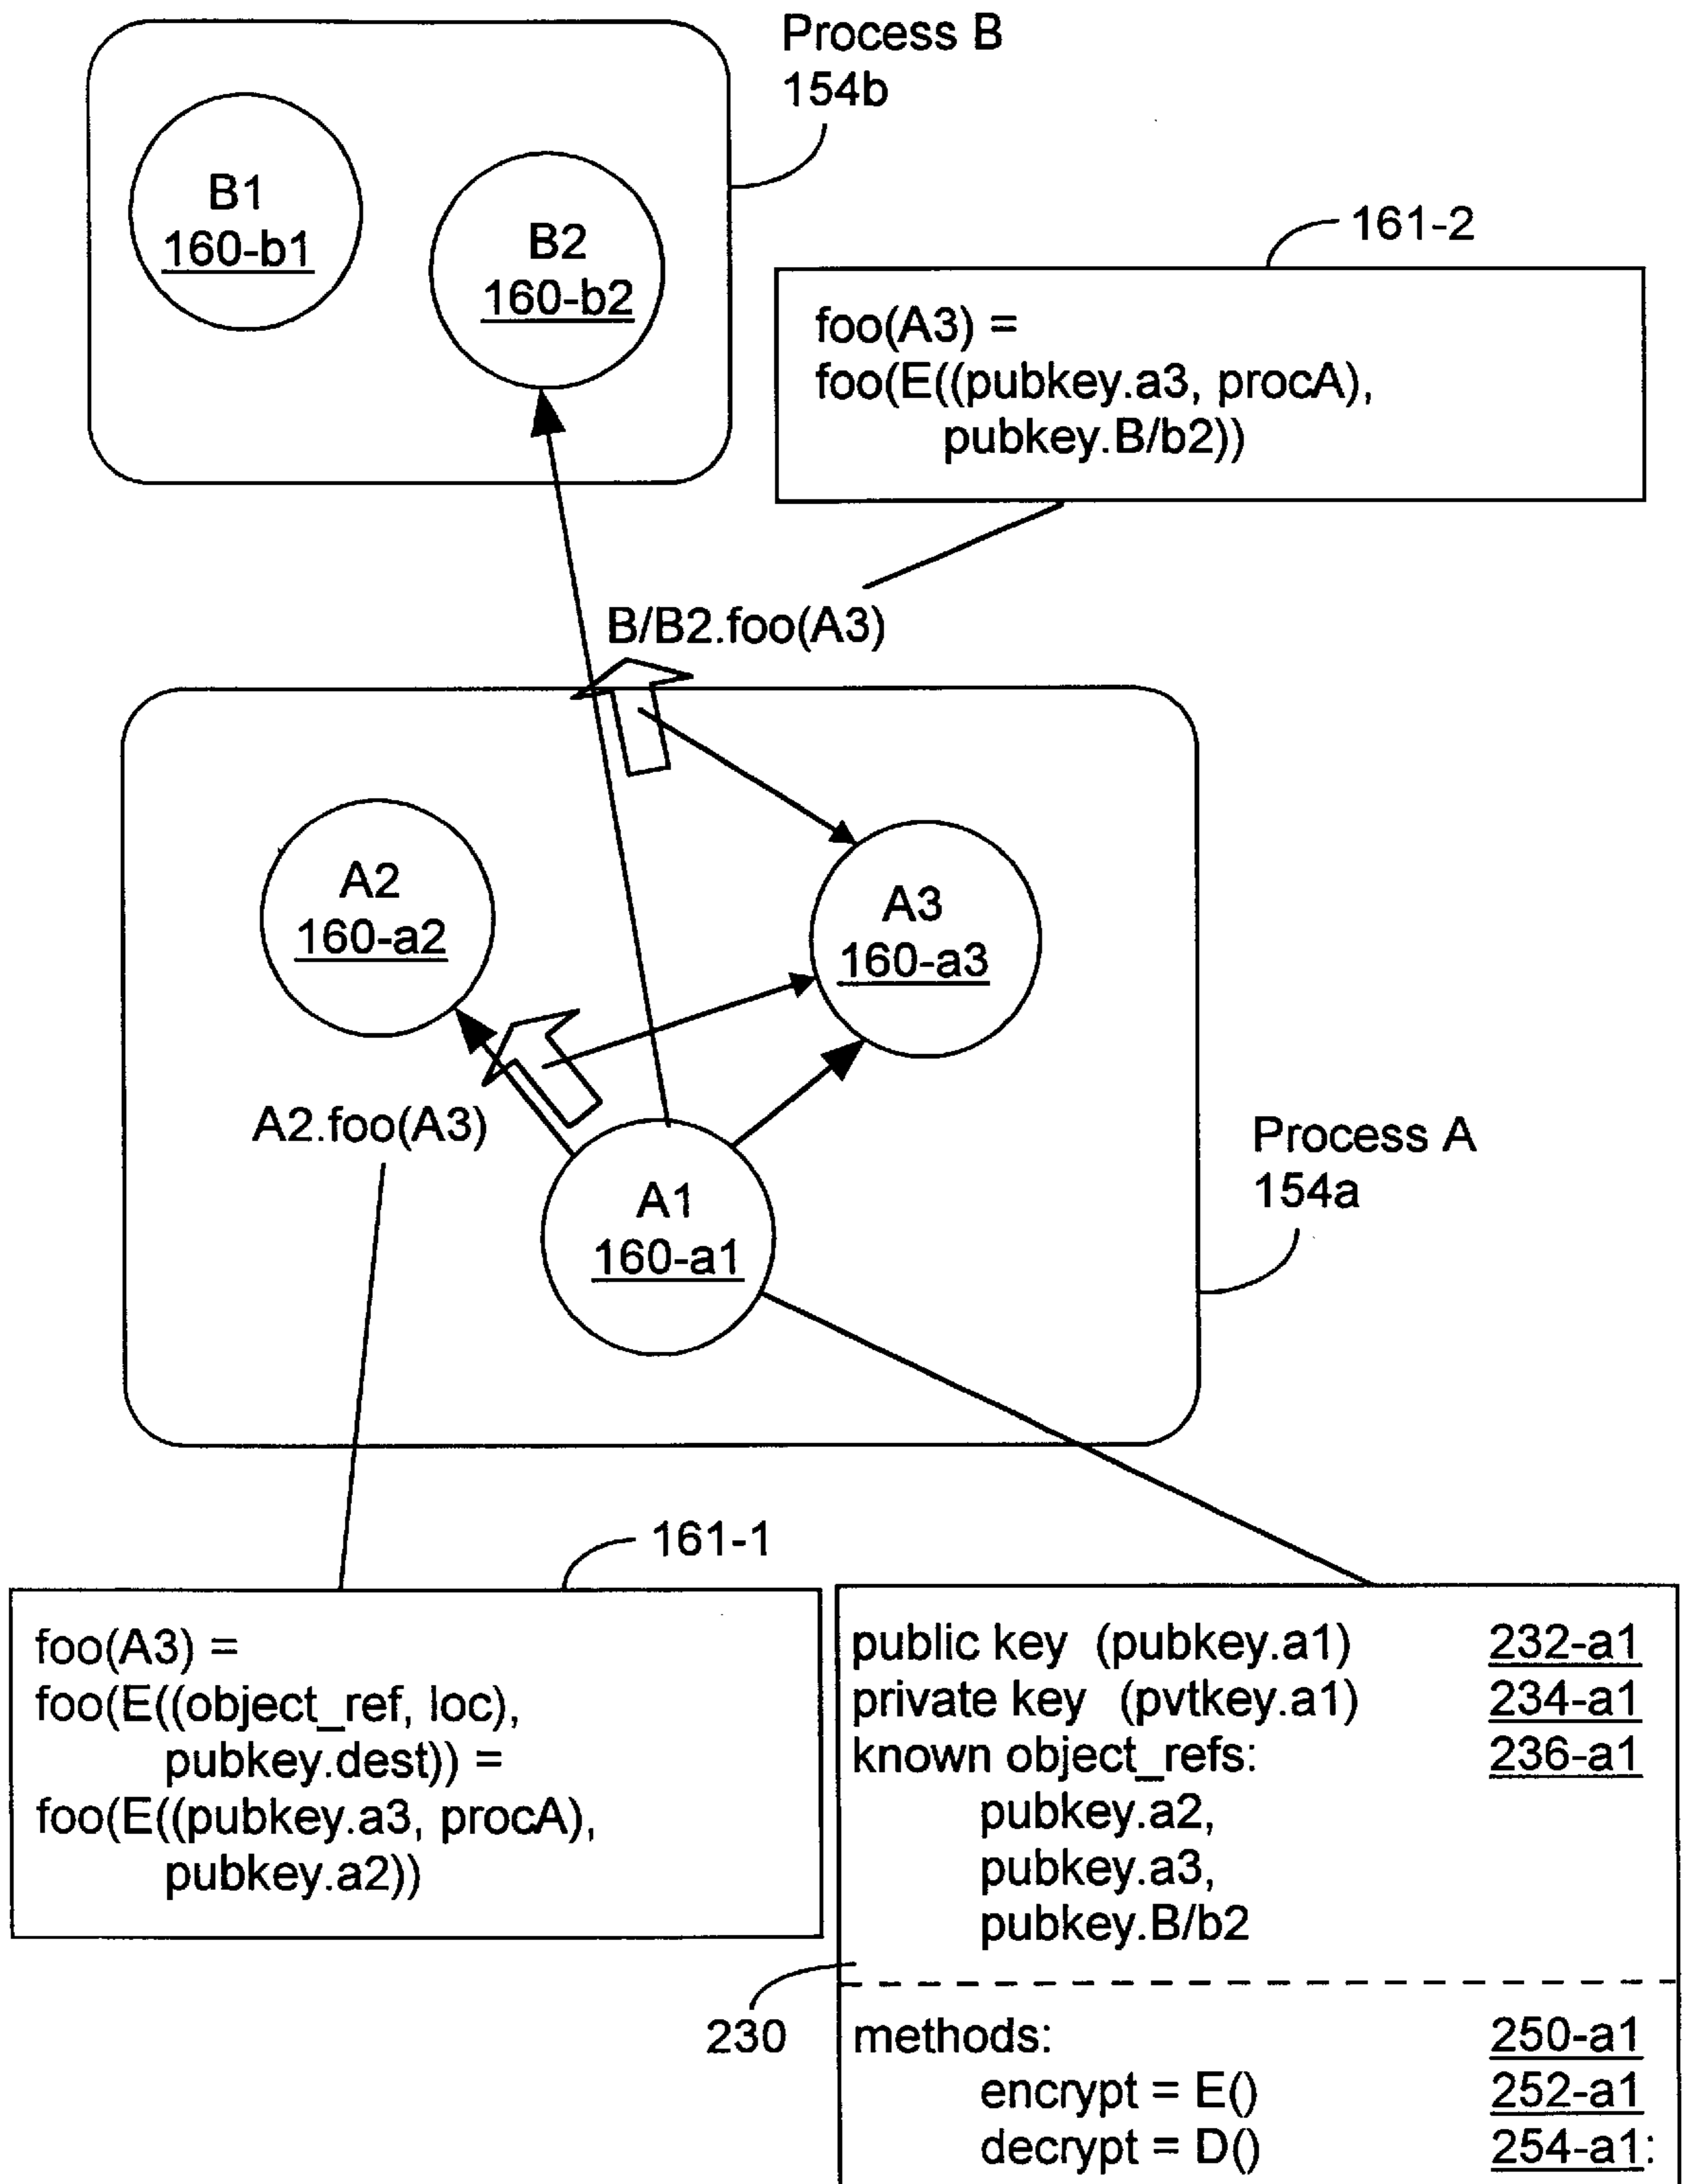 Process B
154b
B1
160-b1
B2
160-b2
161-2
foo(A3) =
foo(E((pubkey.a3, procA),
pubkey.B/b2))
B/B2.foo(A3)
A2
160-a2
A3
160-a3
A2.foo(A3)
Process A
154a
A1
160-a1
161-1
foo(A3) =
foo(E((object_ref, loc),
pubkey.dest)) =
foo(E((pubkey.a3, procA),
pubkey.a2))
public key (pubkey.a1) 232-a1
private key (pvtkey.a1) 234-a1
known object_refs: 236-a1
pubkey.a2,
pubkey.a3,
pubkey.B/b2
230
methods: 250-a1
encrypt = E() 252-a1
decrypt = D() 254-a1: